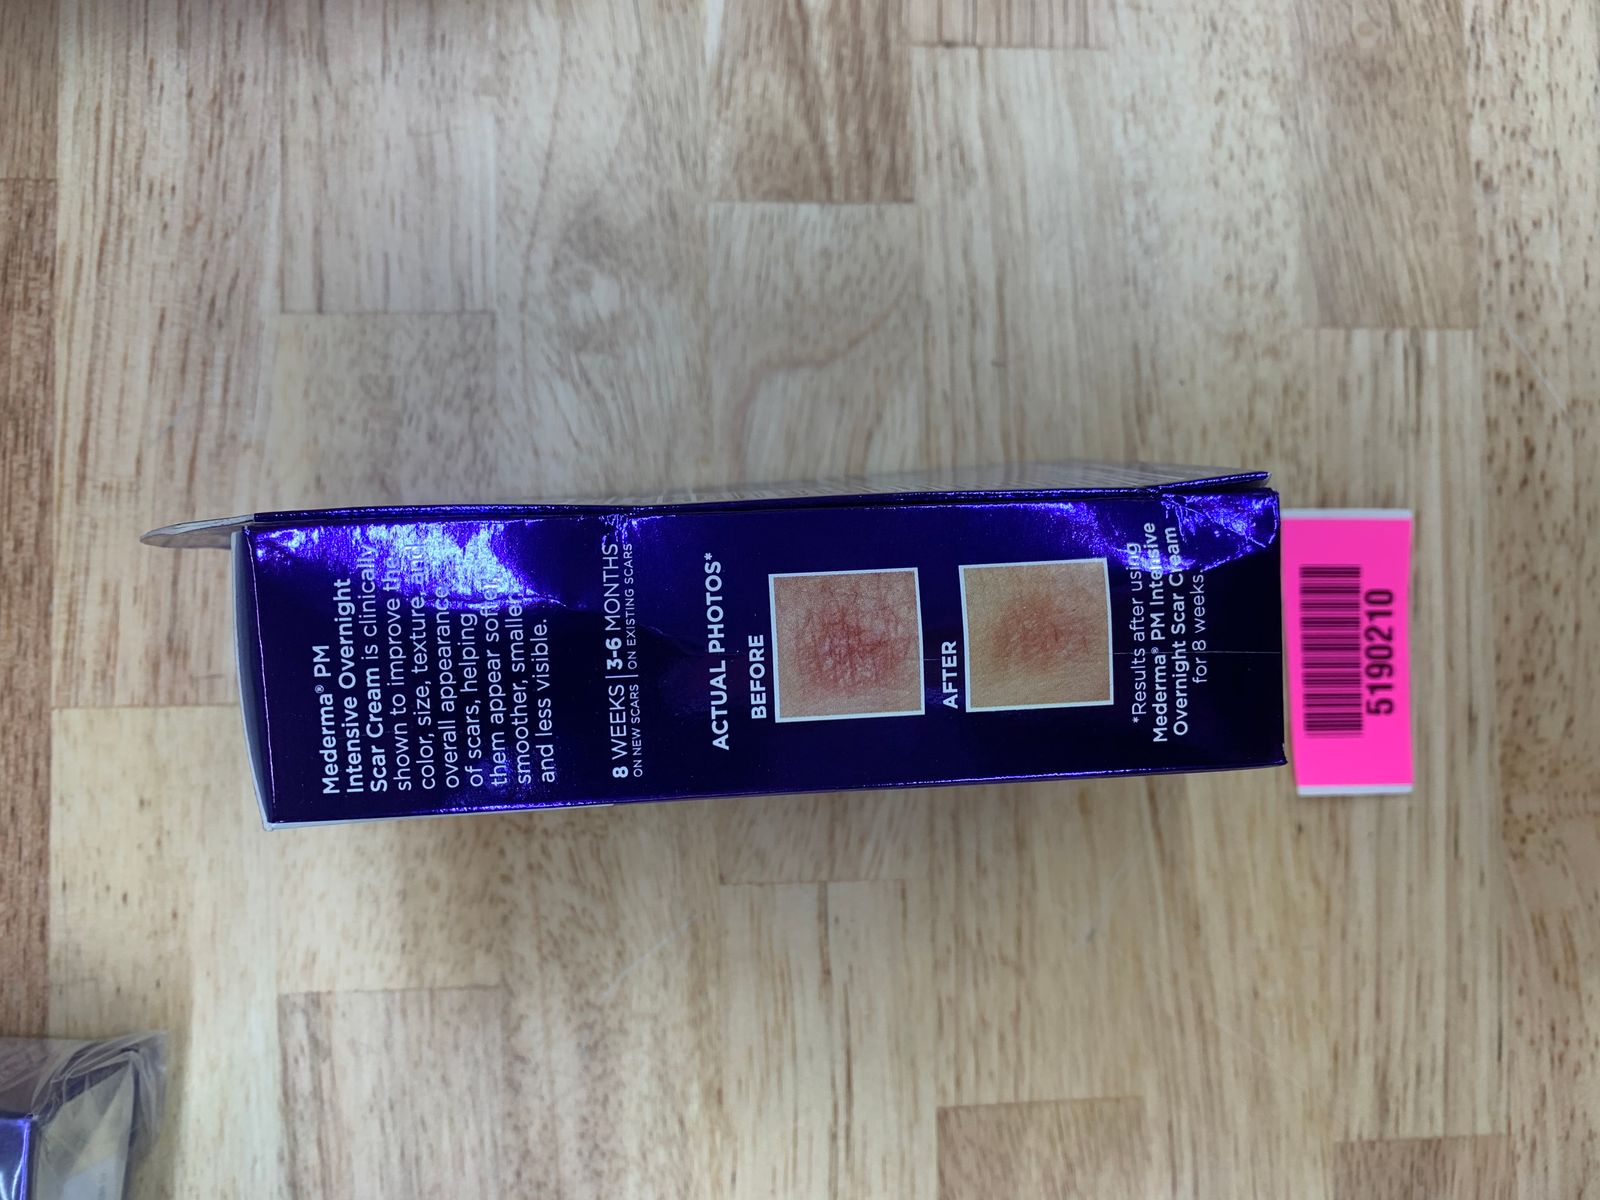 Mederma® PM
Intensive Overnight
Scar Cream is clinically
shown to improve the
color, size, texture, and
overall appearance
of scars, helping
them appear softer,
smoother, smaller,
and less visible.
8 WEEKS | 3-6 MONTHS
ON NEW SCARS | ON EXISTING SCARS
ACTUAL PHOTOS*
BEFORE
AFTER
*Results after using
Mederma® PM Intensive
Overnight Scar Cream
for 8 weeks.
5190210